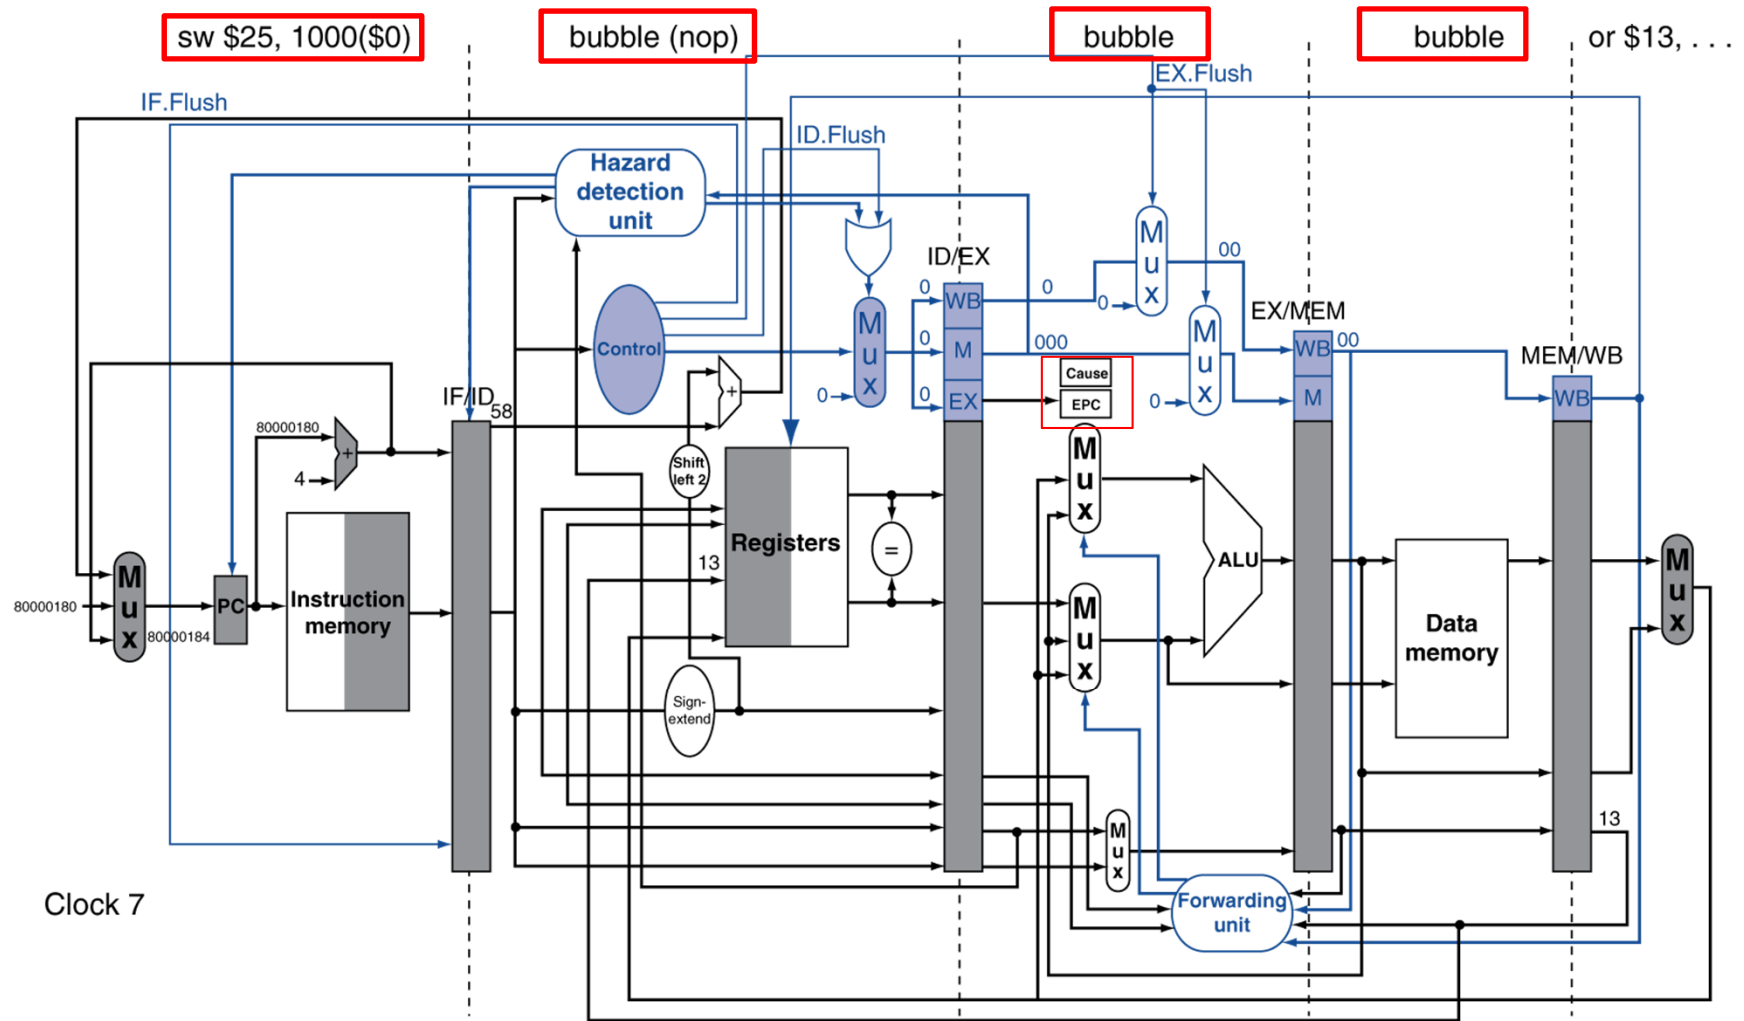 sw $25, 1000($0)
bubble (nop)
bubble
bubble
or $13, . . .
EX.Flush
IF.Flush
ID.Flush
Hazard
detection
unit
M
u
x
00
ID/EX
0
WB
0
0
M
u
x
EX/MEM
Control
M
u
x
0
M
000
M
u
x
WB
00
MEM/WB
Cause
0
0
EX
EPC
0
M
WB
IF/ID
58
+
80000180
+
4
Shift
left 2
M
u
x
Registers
=
ALU
13
M
u
x
80000180
80000184
PC
Instruction
memory
M
u
x
Data
memory
M
u
x
Sign-
extend
M
u
x
13
Clock 7
Forwarding
unit